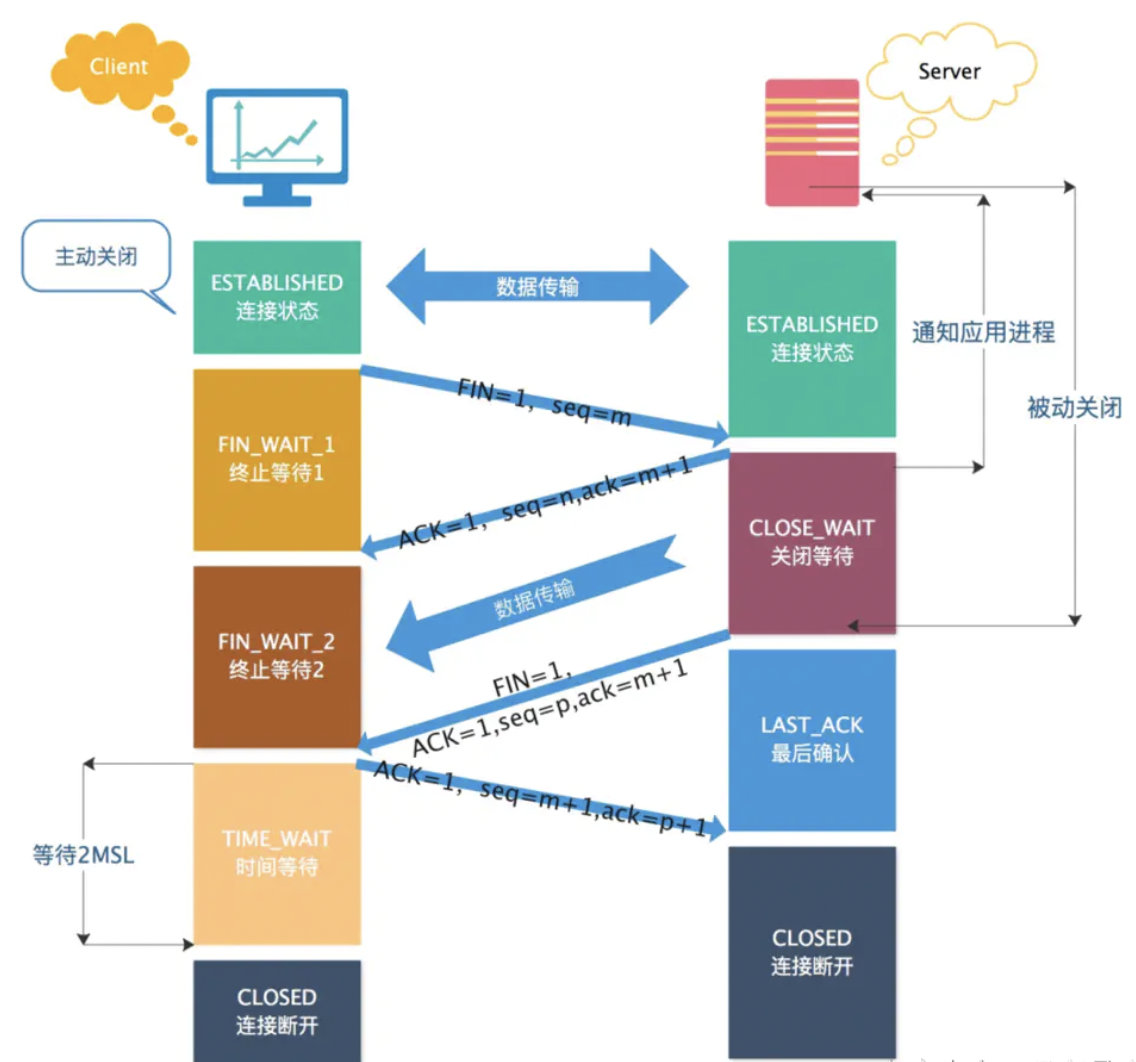 Client
Server
主动关闭
ESTABLISHED
连接状态
数据传输
ESTABLISHED
连接状态
通知应用进程
被动关闭
FIN=1, seq=m
FIN_WAIT_1
终止等待1
ACK=1, seq=n,ack=m+1
CLOSE_WAIT
关闭等待
数据传输
FIN_WAIT_2
终止等待2
FIN=1,
ACK=1,seq=p,ack=m+1
LAST_ACK
最后确认
ACK=1, seq=m+1,ack=p+1
TIME_WAIT
时间等待
等待2MSL
CLOSED
连接断开
CLOSED
连接断开